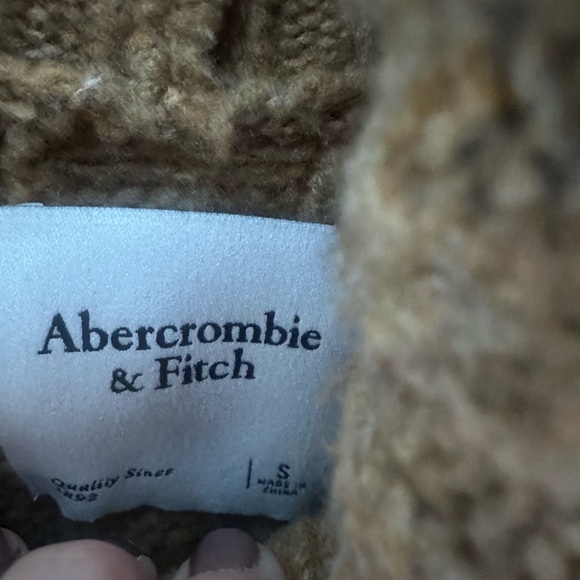 Abercrombie
& Fitch
Quality Since
1892
S
MADE IN
CHINA